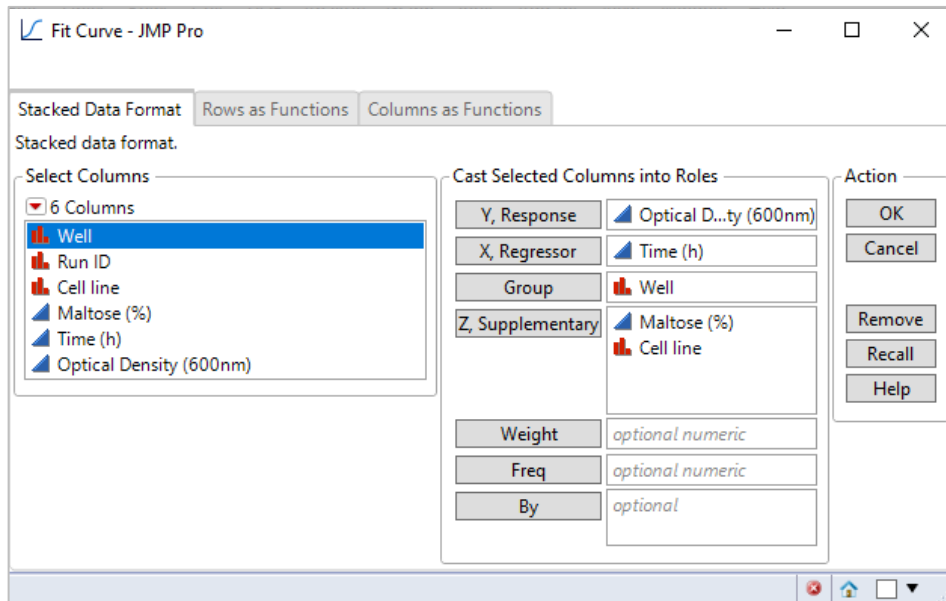 Fit Curve - JMP Pro
Stacked Data Format
Rows as Functions
Columns as Functions
Stacked data format.
Select Columns
6 Columns
Well
Run ID
Cell line
Maltose (%)
Time (h)
Optical Density (600nm)
Cast Selected Columns into Roles
Y, Response
Optical D...ty (600nm)
X, Regressor
Time (h)
Group
Well
Z, Supplementary
Maltose (%)
Cell line
Weight
optional numeric
Freq
optional numeric
By
optional
Action
OK
Cancel
Remove
Recall
Help